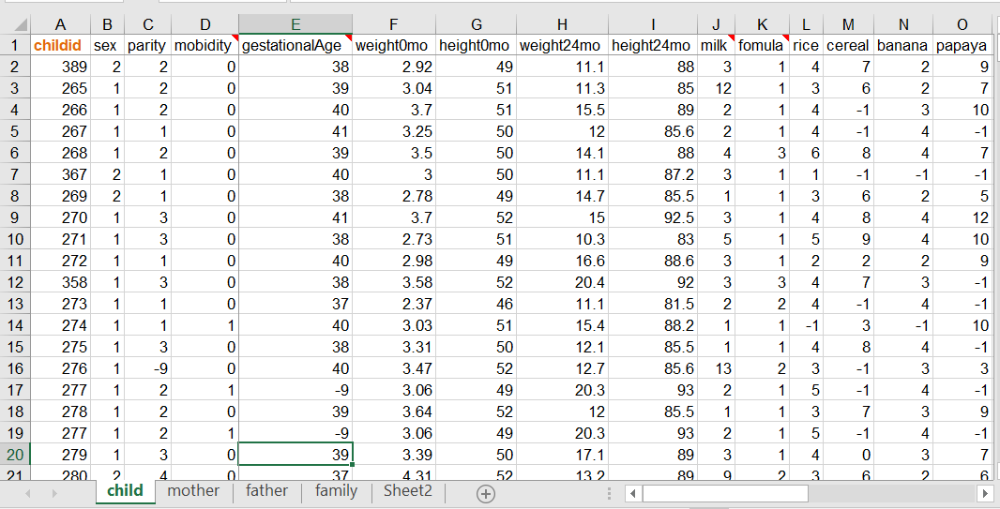 A B C D E F G H I J K L M N O
1 childid sex parity mobidity gestationalAge weight0mo height0mo weight24mo height24mo milk fomula rice cereal banana papaya
2 389 2 2 0 38 2.92 49 11.1 88 3 1 4 7 2 9
3 265 1 2 0 39 3.04 51 11.3 85 12 1 3 6 2 7
4 266 1 2 0 40 3.7 51 15.5 89 2 1 4 -1 3 10
5 267 1 1 0 41 3.25 50 12 85.6 2 1 4 -1 4 -1
6 268 1 2 0 39 3.5 50 14.1 88 4 3 6 8 4 7
7 367 2 1 0 40 3 50 11.1 87.2 3 1 1 -1 -1 -1
8 269 2 1 0 38 2.78 49 14.7 85.5 1 1 3 6 2 5
9 270 1 3 0 41 3.7 52 15 92.5 3 1 4 8 4 12
10 271 1 3 0 38 2.73 51 10.3 83 5 1 5 9 4 10
11 272 1 1 0 40 2.98 49 16.6 88.6 3 1 2 2 2 9
12 358 1 3 0 38 3.58 52 20.4 92 3 3 4 7 3 -1
13 273 1 1 0 37 2.37 46 11.1 81.5 2 2 4 -1 4 -1
14 274 1 1 1 40 3.03 51 15.4 88.2 1 1 -1 3 -1 10
15 275 1 3 0 38 3.31 50 12.1 85.5 1 1 4 8 4 -1
16 276 1 -9 0 40 3.47 52 12.7 85.6 13 2 3 -1 3 3
17 277 1 2 1 -9 3.06 49 20.3 93 2 1 5 -1 4 -1
18 278 1 2 0 39 3.64 52 12 85.5 1 1 3 7 3 9
19 277 1 2 1 -9 3.06 49 20.3 93 2 1 5 -1 4 -1
20 279 1 3 0 39 3.39 50 17.1 89 3 1 4 0 3 7
21 280 2 4 0 37 4.31 52 13.2 89 9 2 3 6 2 6
child mother father family Sheet2